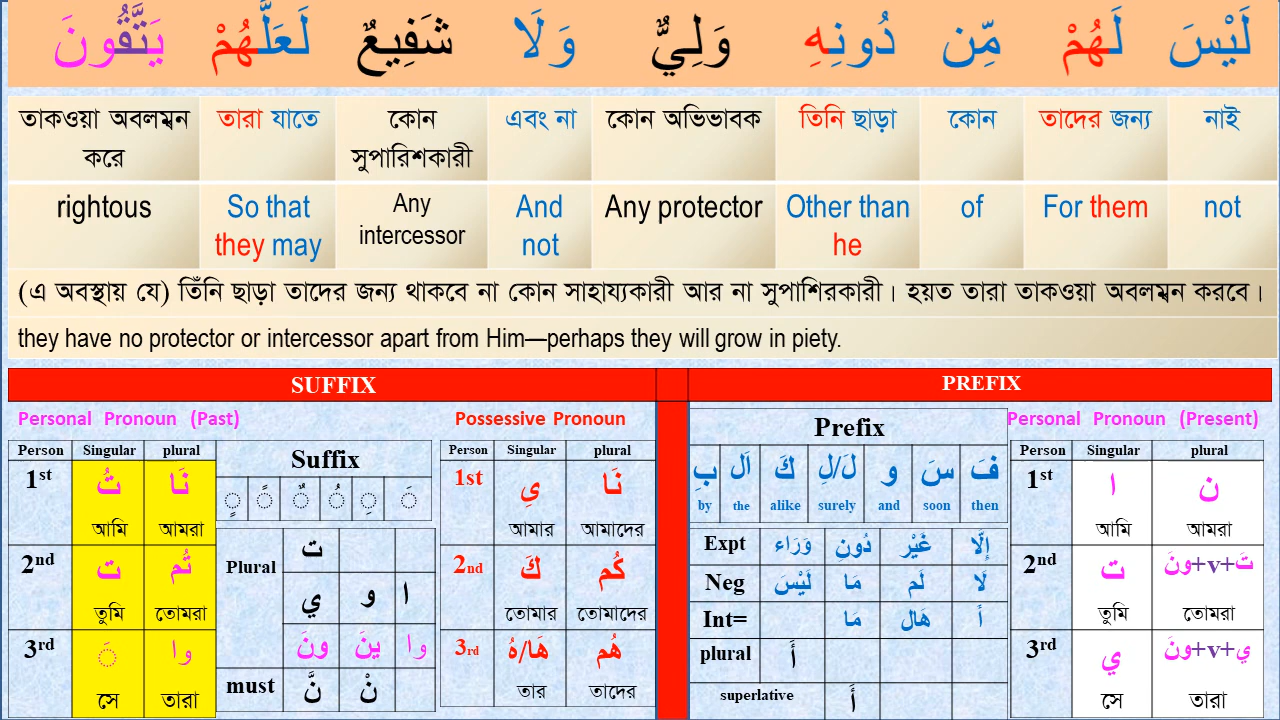 لَيْسَ لَهُمْ مِّن دُونِهِ وَلِيٌّ وَلَا شَفِيعٌ لَعَلَّهُمْ يَتَّقُونَ
তাকওয়া অবলম্বন করে তারা যাতে কোন সুপারিশকারী এবং না কোন অভিভাবক তিনি ছাড়া কোন তাদের জন্য নাই
rightous So that they may Any intercessor And not Any protector Other than he of For them not
(এ অবস্থায় যে) তিঁনি ছাড়া তাদের জন্য থাকবে না কোন সাহায্যকারী আর না সুপাশিরকারী। হয়ত তারা তাকওয়া অবলম্বন করবে।
they have no protector or intercessor apart from Him—perhaps they will grow in piety.
SUFFIX
Personal Pronoun (Past)
Person Singular plural
1st تُ نَا
আমি আমরা
2nd ت تُم
তুমি তোমরা
3rd َ وا
সে তারা
Suffix
ٍ ً ٌ ُ ِ َ
Plural ت
ي و ا
ونَ ينَ وا
must نَّ نْ
Possessive Pronoun
Person Singular plural
1st ىِ نَا
আমার আমাদের
2nd كَ كُم
তোমার তোমাদের
3rd هَا/هُ هُم
তার তাদের
PREFIX
Prefix
بِ اَل كَ لَ/لِ و سَ فَ
by the alike surely and soon then
Expt وَرَاء دُونِ غَيْر إِلَّا
Neg لَيْسَ مَا لَم لَا
Int= مَا هَال أَ
plural أَ
superlative أَ
Personal Pronoun (Present)
Person Singular plural
1st ا ن
আমি আমরা
2nd ت تَ+v+ونَ
তুমি তোমরা
3rd ي ي+v+ونَ
সে তারা